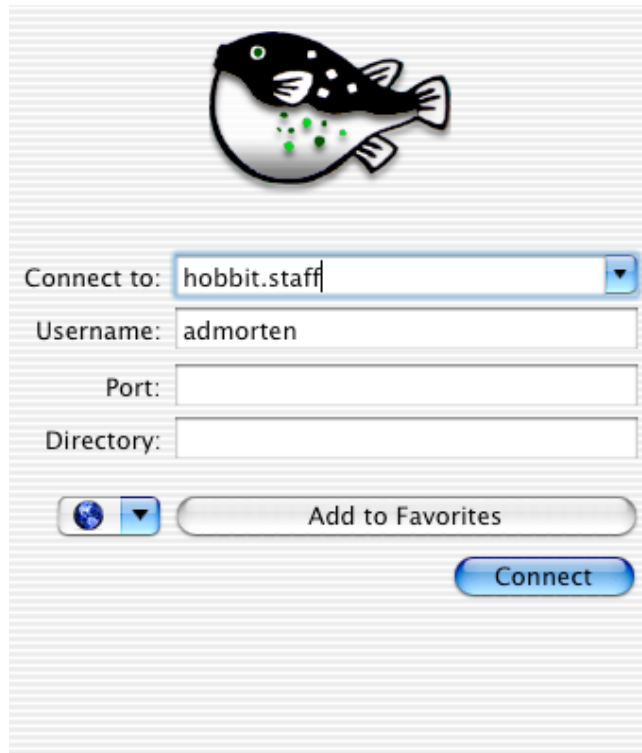 Connect to: hobbit.staff
Username: admorten
Port:
Directory:
Add to Favorites
Connect